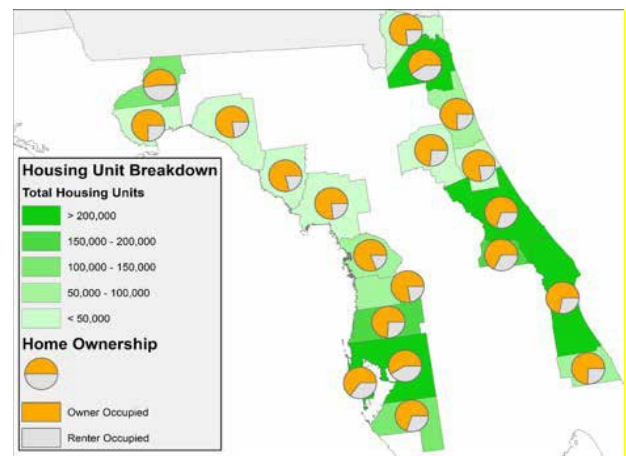 Housing Unit Breakdown
Total Housing Units
> 200,000
150,000 - 200,000
100,000 - 150,000
50,000 - 100,000
< 50,000
Home Ownership
Owner Occupied
Renter Occupied